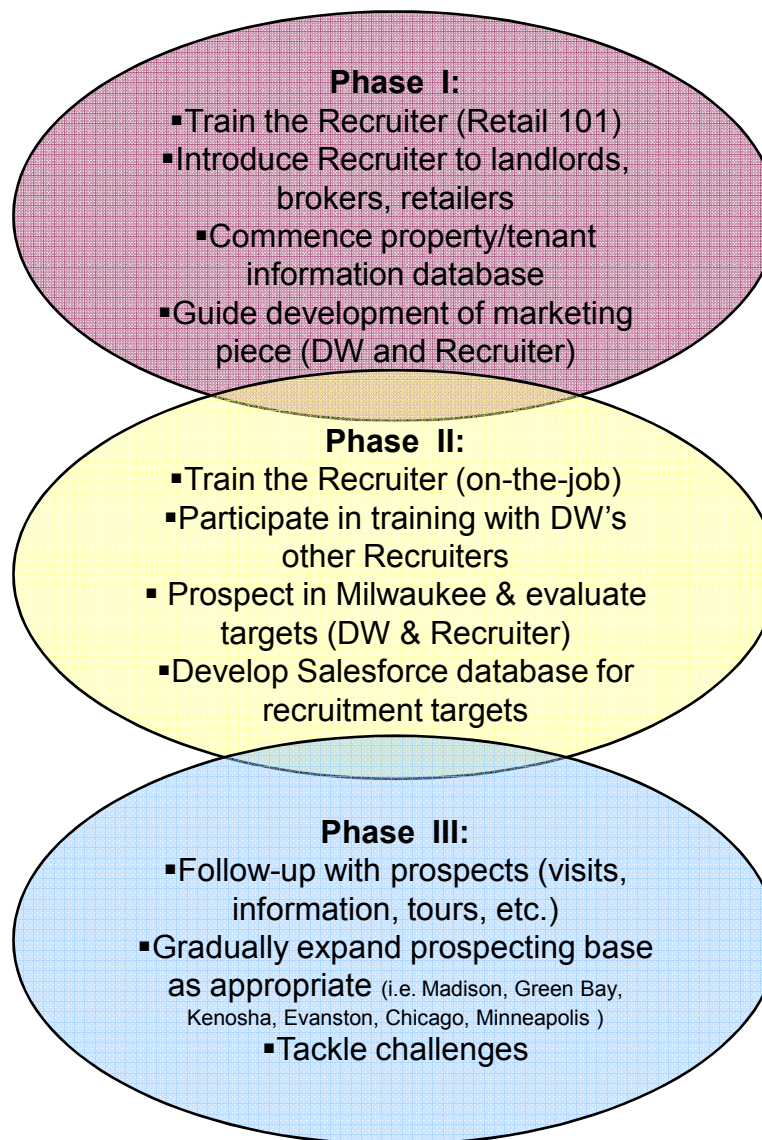 Phase I:
▪Train the Recruiter (Retail 101)
▪Introduce Recruiter to landlords,
brokers, retailers
▪Commence property/tenant
information database
▪Guide development of marketing
piece (DW and Recruiter)
Phase II:
▪Train the Recruiter (on-the-job)
▪Participate in training with DW’s
other Recruiters
▪ Prospect in Milwaukee & evaluate
targets (DW & Recruiter)
▪Develop Salesforce database for
recruitment targets
Phase III:
▪Follow-up with prospects (visits,
information, tours, etc.)
▪Gradually expand prospecting base
as appropriate (i.e. Madison, Green Bay,
Kenosha, Evanston, Chicago, Minneapolis )
▪Tackle challenges